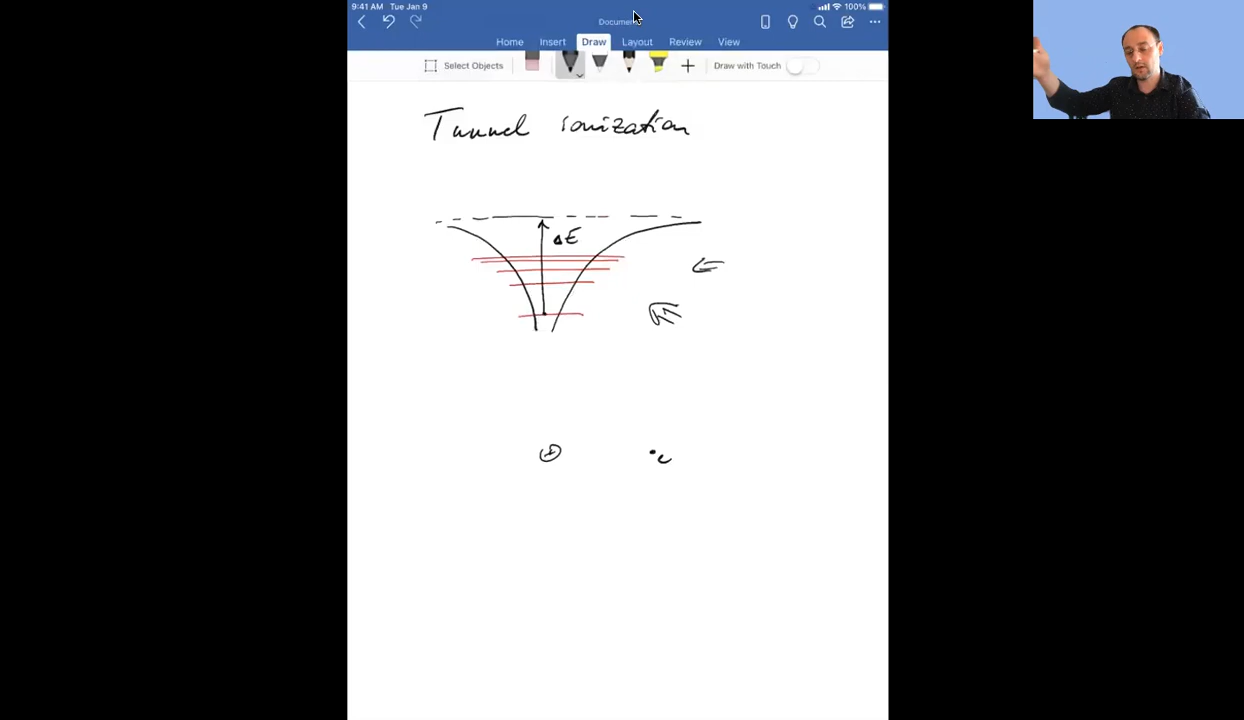 9:41 AM Tue Jan 9
100%
Home Insert Draw Layout Review View
Select Objects
Draw with Touch
Tunnel ionization
ΔE
+
e